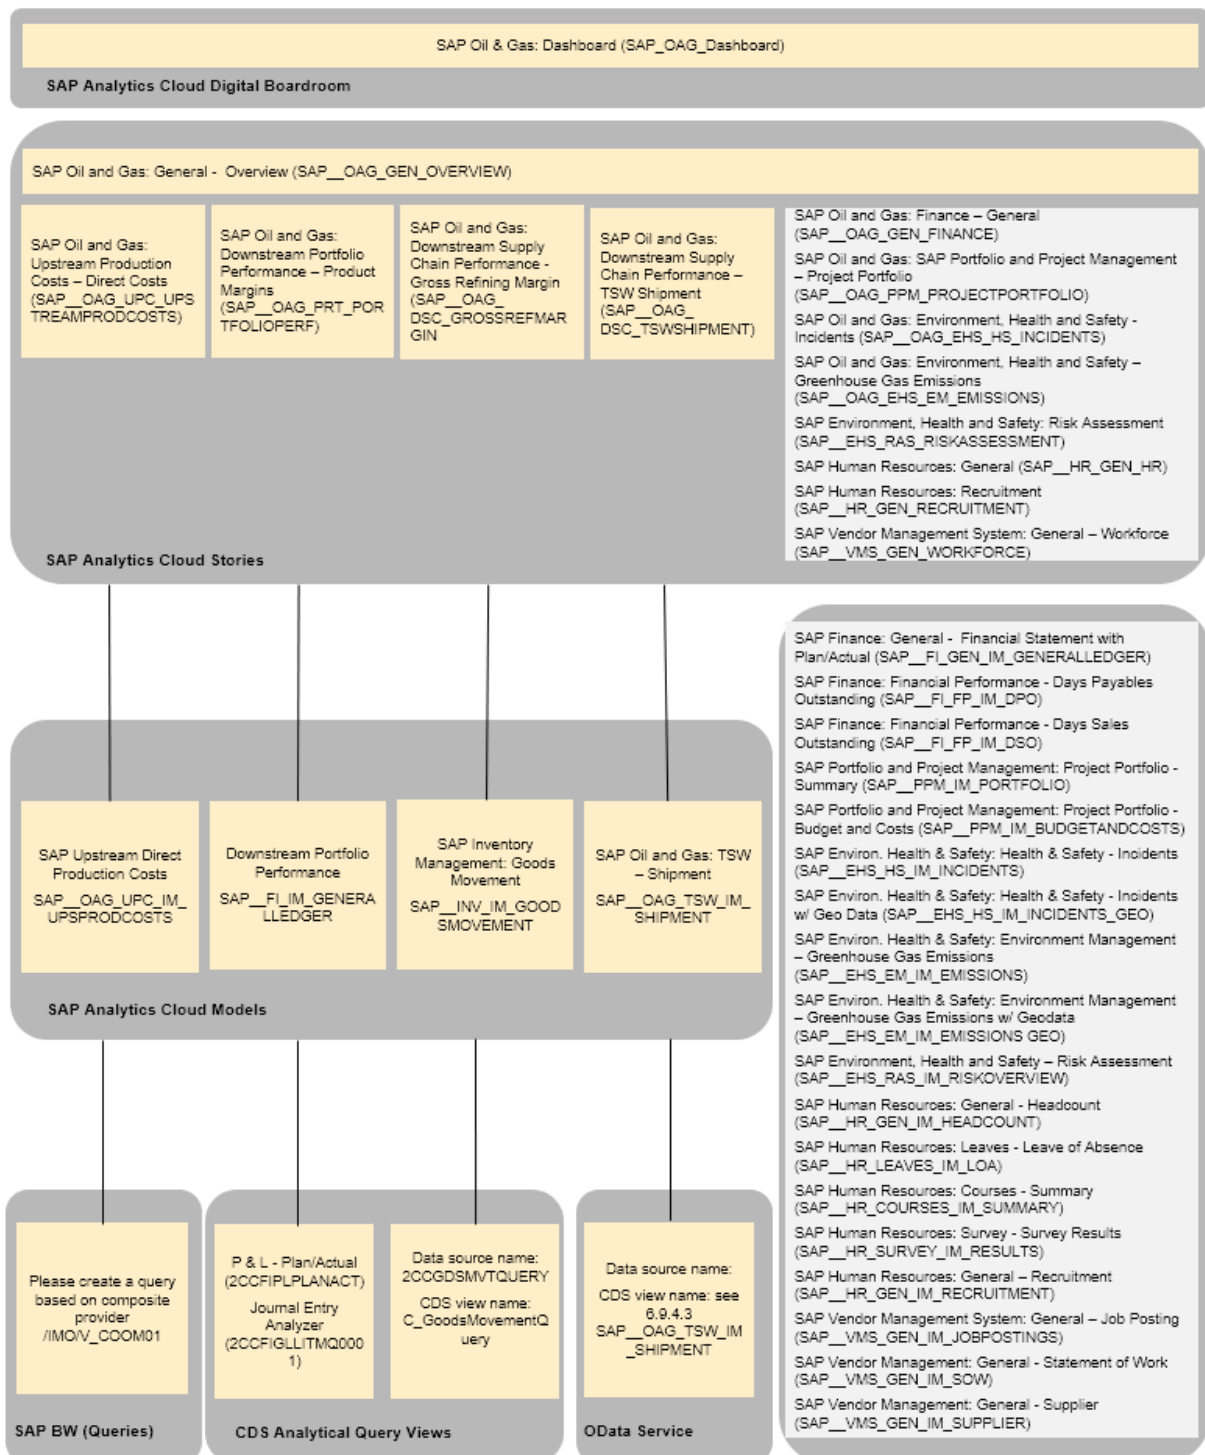 SAP Oil & Gas: Dashboard (SAP_OAG_Dashboard)
SAP Analytics Cloud Digital Boardroom
SAP Oil and Gas: General - Overview (SAP__OAG_GEN_OVERVIEW)
SAP Oil and Gas:
Upstream Production
Costs – Direct Costs
(SAP__OAG_UPC_UPS
TREAMPRODCOSTS)
SAP Oil and Gas:
Downstream Portfolio
Performance – Product
Margins
(SAP__OAG_PRT_POR
TFOLIOPERF)
SAP Oil and Gas:
Downstream Supply
Chain Performance -
Gross Refining Margin
(SAP__OAG_
DSC_GROSSREFMAR
GIN
SAP Oil and Gas:
Downstream Supply
Chain Performance –
TSW Shipment
(SAP__OAG_
DSC_TSWSHIPMENT)
SAP Oil and Gas: Finance – General
(SAP__OAG_GEN_FINANCE)
SAP Oil and Gas: SAP Portfolio and Project Management
– Project Portfolio
(SAP__OAG_PPM_PROJECTPORTFOLIO)
SAP Oil and Gas: Environment, Health and Safety -
Incidents (SAP__OAG_EHS_HS_INCIDENTS)
SAP Oil and Gas: Environment, Health and Safety –
Greenhouse Gas Emissions
(SAP__OAG_EHS_EM_EMISSIONS)
SAP Environment, Health and Safety: Risk Assessment
(SAP__EHS_RAS_RISKASSESSMENT)
SAP Human Resources: General (SAP__HR_GEN_HR)
SAP Human Resources: Recruitment
(SAP__HR_GEN_RECRUITMENT)
SAP Vendor Management System: General – Workforce
(SAP__VMS_GEN_WORKFORCE)
SAP Analytics Cloud Stories
SAP Upstream Direct
Production Costs
SAP__OAG_UPC_IM_
UPSPRODCOSTS
Downstream Portfolio
Performance
SAP__FI_IM_GENERA
LLEDGER
SAP Inventory
Management: Goods
Movement
SAP__INV_IM_GOOD
SMOVEMENT
SAP Oil and Gas: TSW
– Shipment
SAP__OAG_TSW_IM_
SHIPMENT
SAP Analytics Cloud Models
Please create a query
based on composite
provider
/IMO/V_COOM01
SAP BW (Queries)
P & L - Plan/Actual
(2CCFIPLPLANACT)
Journal Entry
Analyzer
(2CCFIGLLITMQ000
1)
Data source name:
2CCGDSMVTQUERY
CDS view name:
C_GoodsMovementQ
uery
CDS Analytical Query Views
Data source name:
CDS view name: see
6.9.4.3
SAP__OAG_TSW_IM
_SHIPMENT
OData Service
SAP Finance: General - Financial Statement with
Plan/Actual (SAP__FI_GEN_IM_GENERALLEDGER)
SAP Finance: Financial Performance - Days Payables
Outstanding (SAP__FI_FP_IM_DPO)
SAP Finance: Financial Performance - Days Sales
Outstanding (SAP__FI_FP_IM_DSO)
SAP Portfolio and Project Management: Project Portfolio -
Summary (SAP__PPM_IM_PORTFOLIO)
SAP Portfolio and Project Management: Project Portfolio -
Budget and Costs (SAP__PPM_IM_BUDGETANDCOSTS)
SAP Environ. Health & Safety: Health & Safety - Incidents
(SAP__EHS_HS_IM_INCIDENTS)
SAP Environ. Health & Safety: Health & Safety - Incidents
w/ Geo Data (SAP__EHS_HS_IM_INCIDENTS_GEO)
SAP Environ. Health & Safety: Environment Management
– Greenhouse Gas Emissions
(SAP__EHS_EM_IM_EMISSIONS)
SAP Environ. Health & Safety: Environment Management
– Greenhouse Gas Emissions w/ Geodata
(SAP__EHS_EM_IM_EMISSIONS GEO)
SAP Environment, Health and Safety – Risk Assessment
(SAP__EHS_RAS_IM_RISKOVERVIEW)
SAP Human Resources: General - Headcount
(SAP__HR_GEN_IM_HEADCOUNT)
SAP Human Resources: Leaves - Leave of Absence
(SAP__HR_LEAVES_IM_LOA)
SAP Human Resources: Courses - Summary
(SAP__HR_COURSES_IM_SUMMARY)
SAP Human Resources: Survey - Survey Results
(SAP__HR_SURVEY_IM_RESULTS)
SAP Human Resources: General – Recruitment
(SAP__HR_GEN_IM_RECRUITMENT)
SAP Vendor Management System: General – Job Posting
(SAP__VMS_GEN_IM_JOBPOSTINGS)
SAP Vendor Management: General - Statement of Work
(SAP__VMS_GEN_IM_SOW)
SAP Vendor Management: General - Supplier
(SAP__VMS_GEN_IM_SUPPLIER)